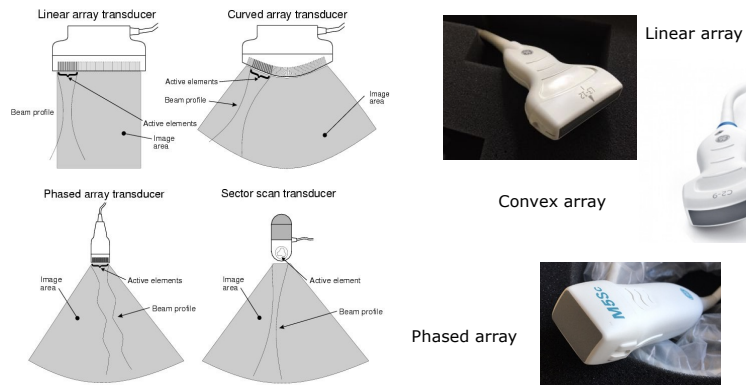 Linear array transducer
Beam profile
Active elements
Image
area
Curved array transducer
Active elements
Beam profile
Image
area
Phased array transducer
Image
area
Active elements
Beam profile
Sector scan transducer
Image
area
Active element
Beam profile
Linear array
Convex array
C2-9
Phased array
M5Sc